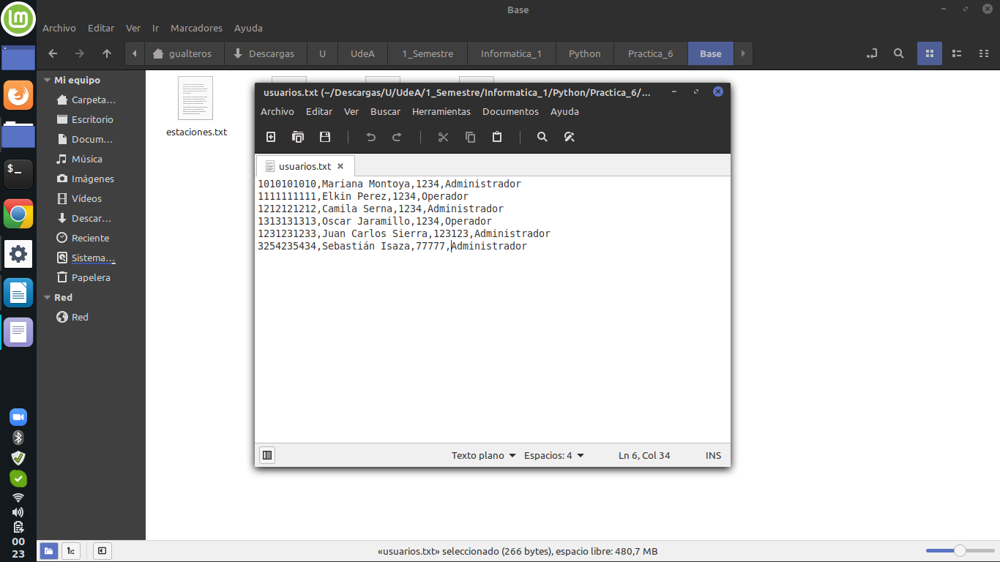 Base
Archivo Editar Ver Ir Marcadores Ayuda
gualteros Descargas U UdeA 1_Semestre Informatica_1 Python Practica_6 Base
Mi equipo
Carpeta…
Escritorio
Docum…
Música
Imágenes
Vídeos
Descar…
Reciente
Sistema…
Papelera
Red
Red
estaciones.txt
usuarios.txt (~/Descargas/U/UdeA/1_Semestre/Informatica_1/Python/Practica_6/...
Archivo Editar Ver Buscar Herramientas Documentos Ayuda
usuarios.txt
1010101010,Mariana Montoya,1234,Administrador
1111111111,Elkin Perez,1234,Operador
1212121212,Camila Serna,1234,Administrador
1313131313,Oscar Jaramillo,1234,Operador
1231231233,Juan Carlos Sierra,123123,Administrador
3254235434,Sebastián Isaza,77777,Administrador
Texto plano Espacios: 4 Ln 6, Col 34 INS
00
23
«usuarios.txt» seleccionado (266 bytes), espacio libre: 480,7 MB